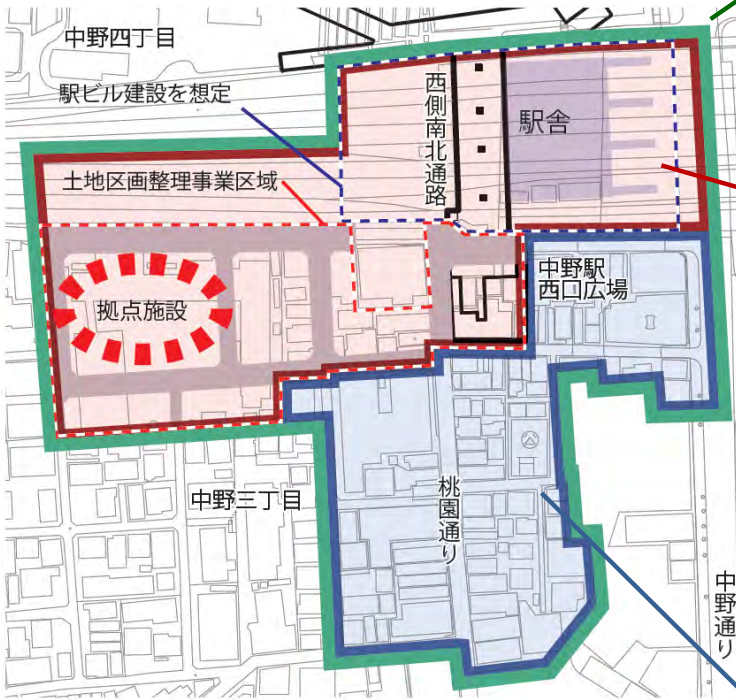 中野四丁目
駅ビル建設を想定
西側南北通路
駅舎
土地区画整理事業区域
拠点施設
中野駅
西口広場
中野三丁目
桃園通り
中野通り